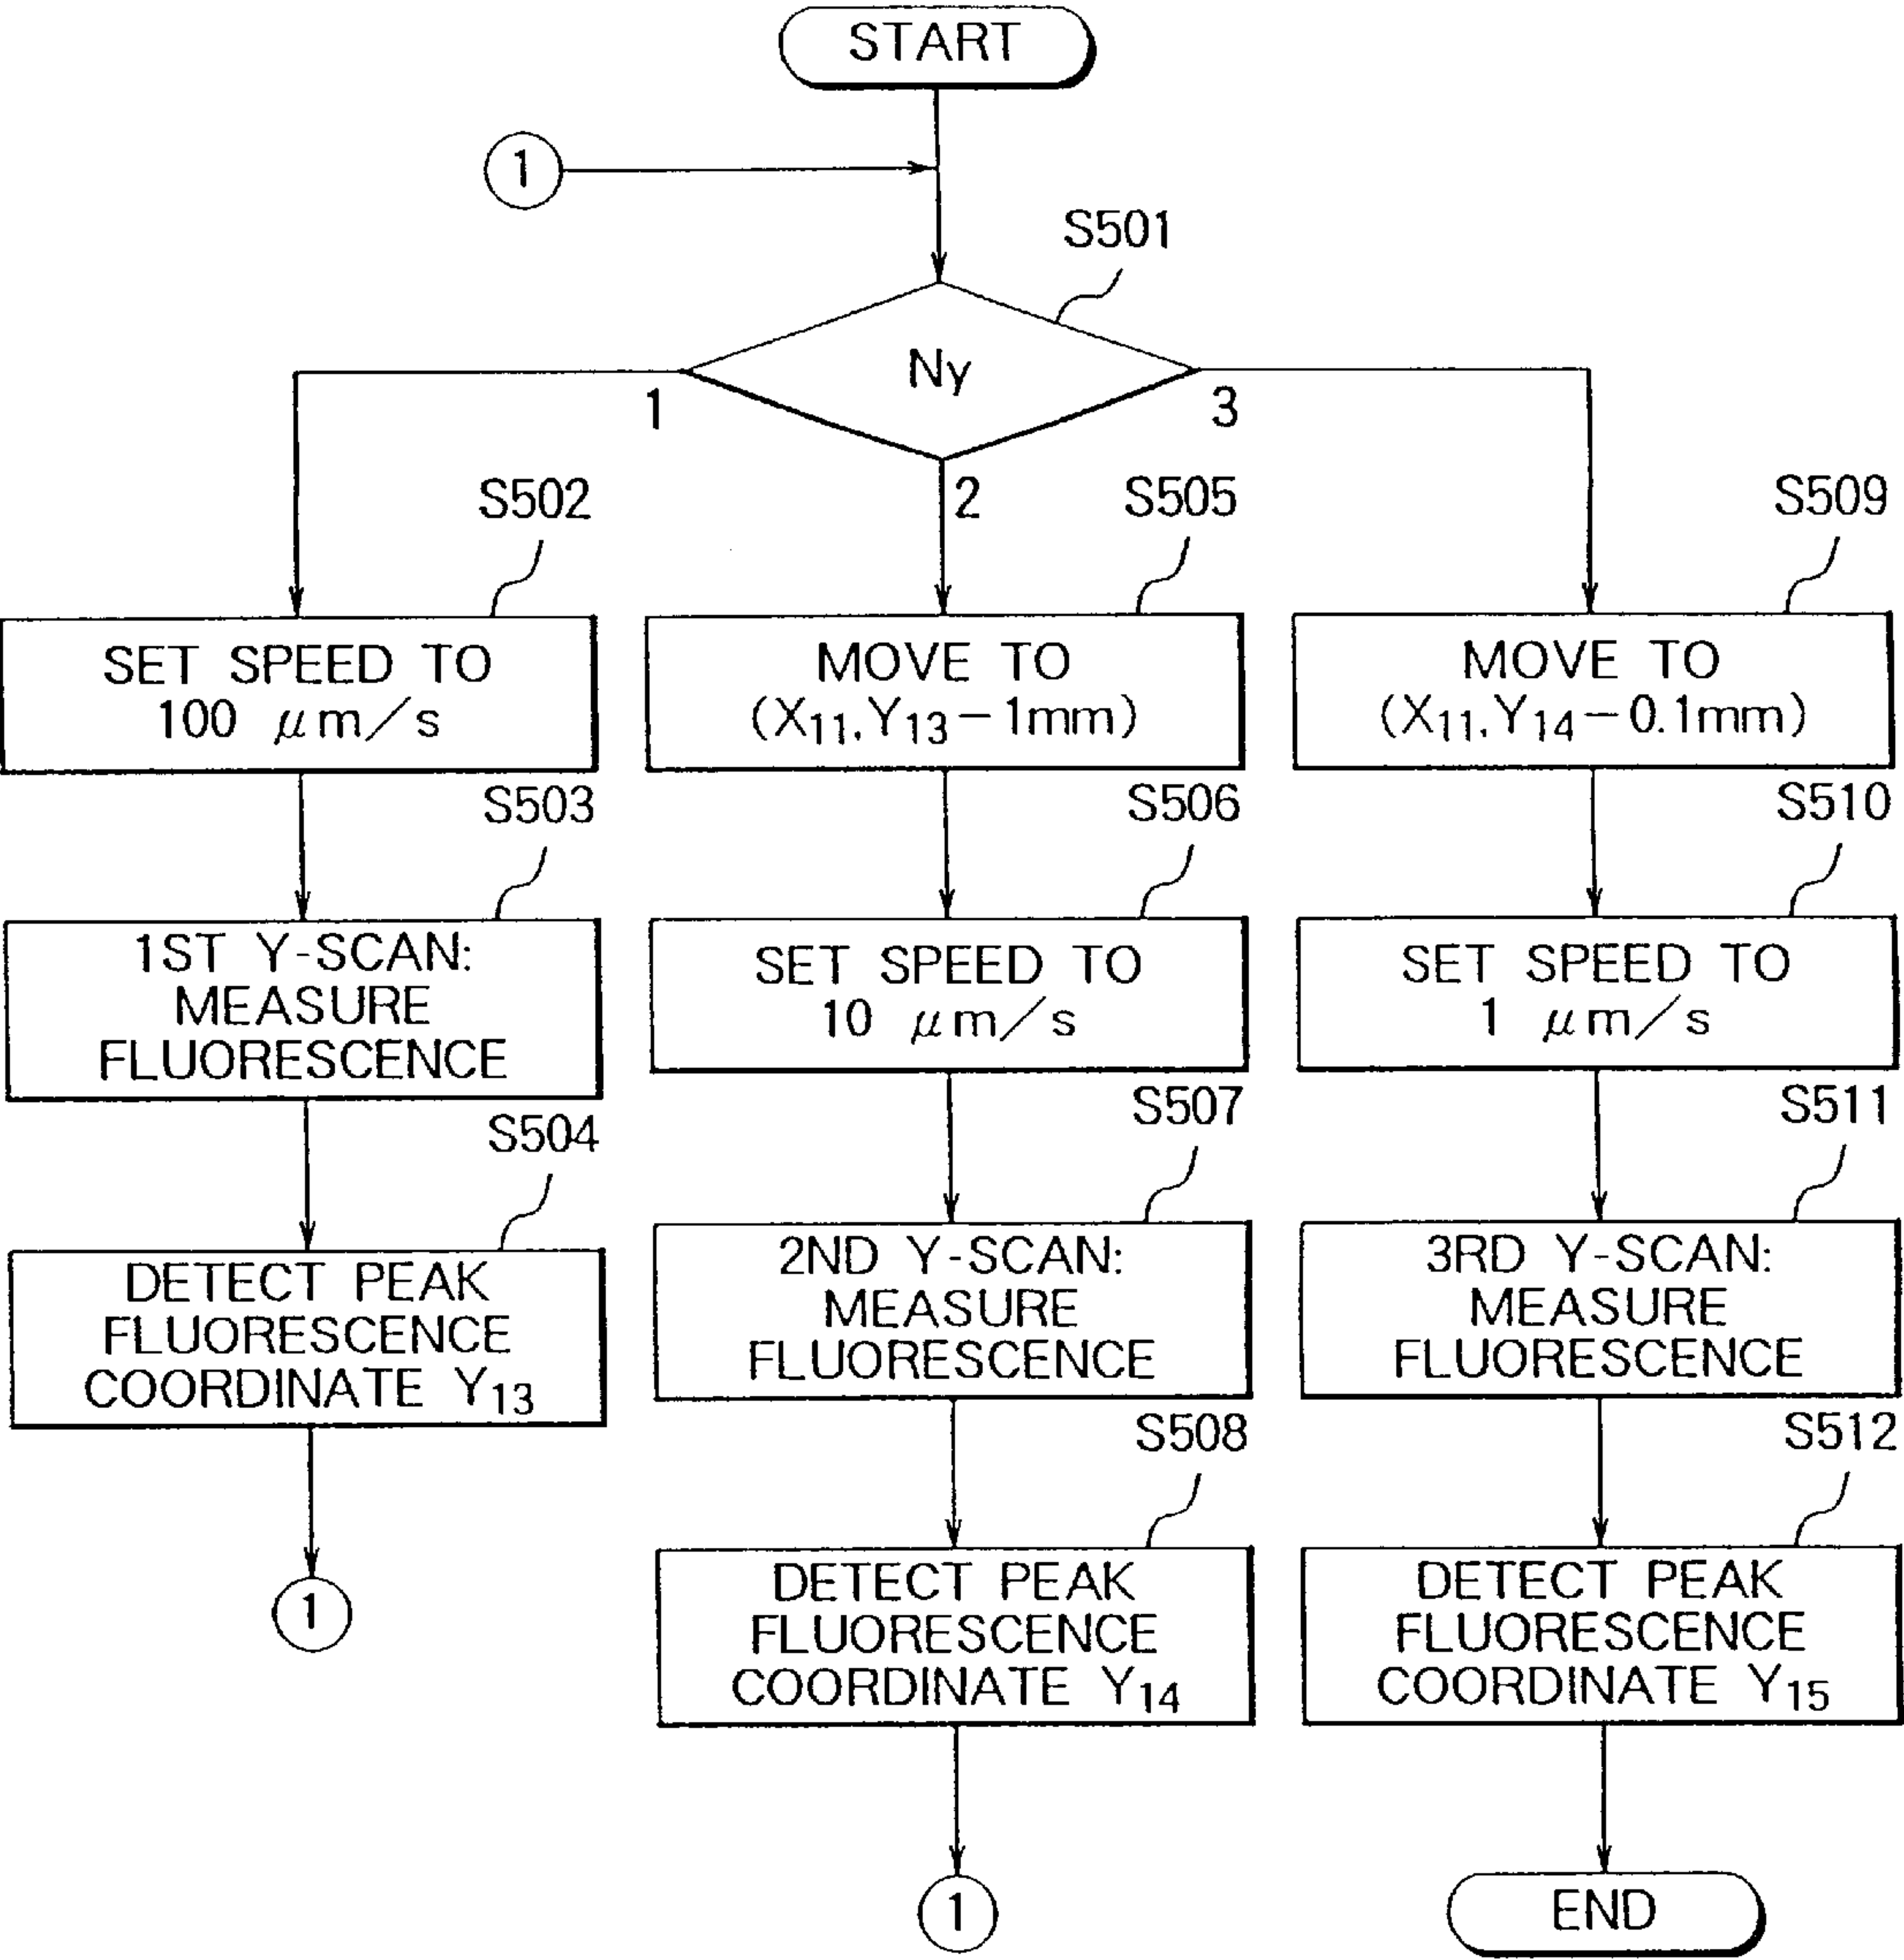 START
1
S501
Ny
1
2
3
S502
SET SPEED TO
100 μm/s
S503
1ST Y-SCAN:
MEASURE
FLUORESCENCE
S504
DETECT PEAK
FLUORESCENCE
COORDINATE Y13
1
S505
MOVE TO
(X11, Y13-1mm)
S506
SET SPEED TO
10 μm/s
S507
2ND Y-SCAN:
MEASURE
FLUORESCENCE
S508
DETECT PEAK
FLUORESCENCE
COORDINATE Y14
1
S509
MOVE TO
(X11, Y14-0.1mm)
S510
SET SPEED TO
1 μm/s
S511
3RD Y-SCAN:
MEASURE
FLUORESCENCE
S512
DETECT PEAK
FLUORESCENCE
COORDINATE Y15
END